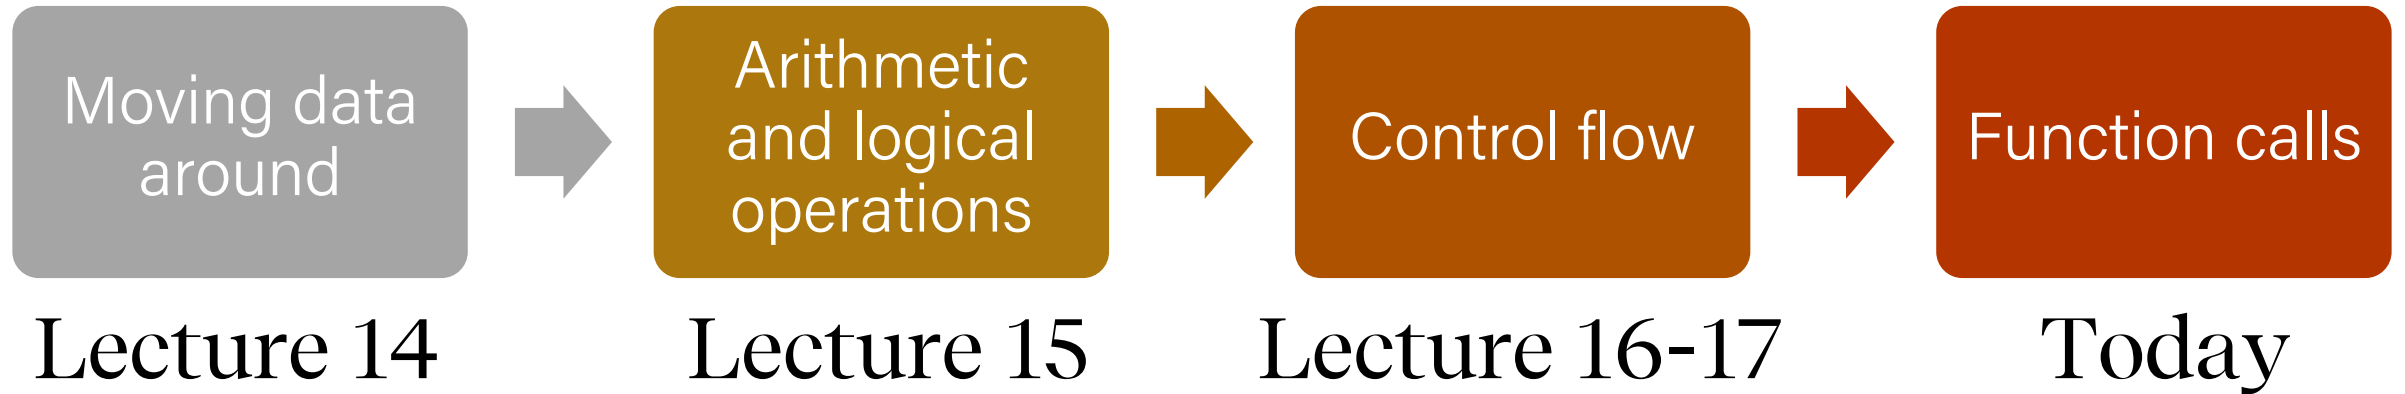 Moving data
around
Arithmetic
and logical
operations
Control flow
Function calls
Lecture 14
Lecture 15
Lecture 16-17
Today